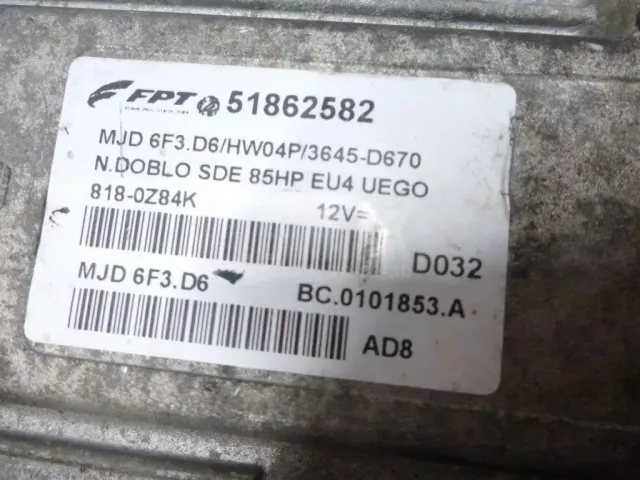 FPT 51862582
MJD 6F3.D6/HW04P/3645-D670
N.DOBLO SDE 85HP EU4 UEGO
818-0Z84K 12V=
D032
MJD 6F3.D6 BC.0101853.A
AD8